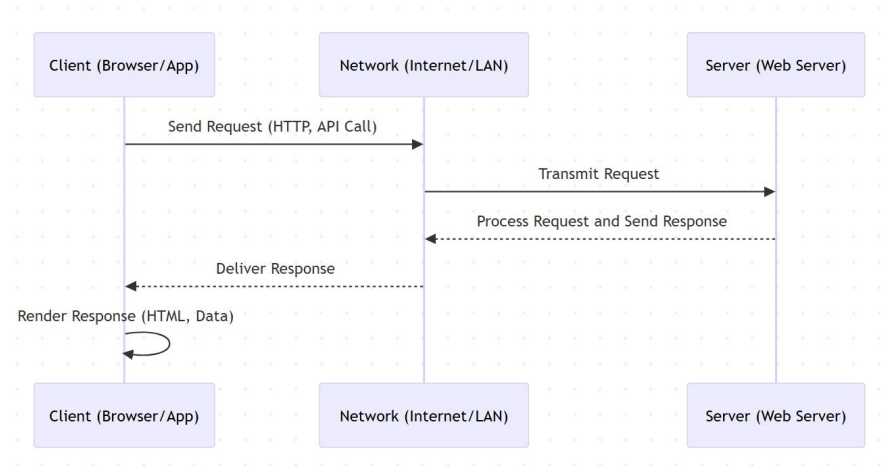 Client (Browser/App)
Network (Internet/LAN)
Server (Web Server)
Send Request (HTTP, API Call)
Transmit Request
Process Request and Send Response
Deliver Response
Render Response (HTML, Data)
Client (Browser/App)
Network (Internet/LAN)
Server (Web Server)